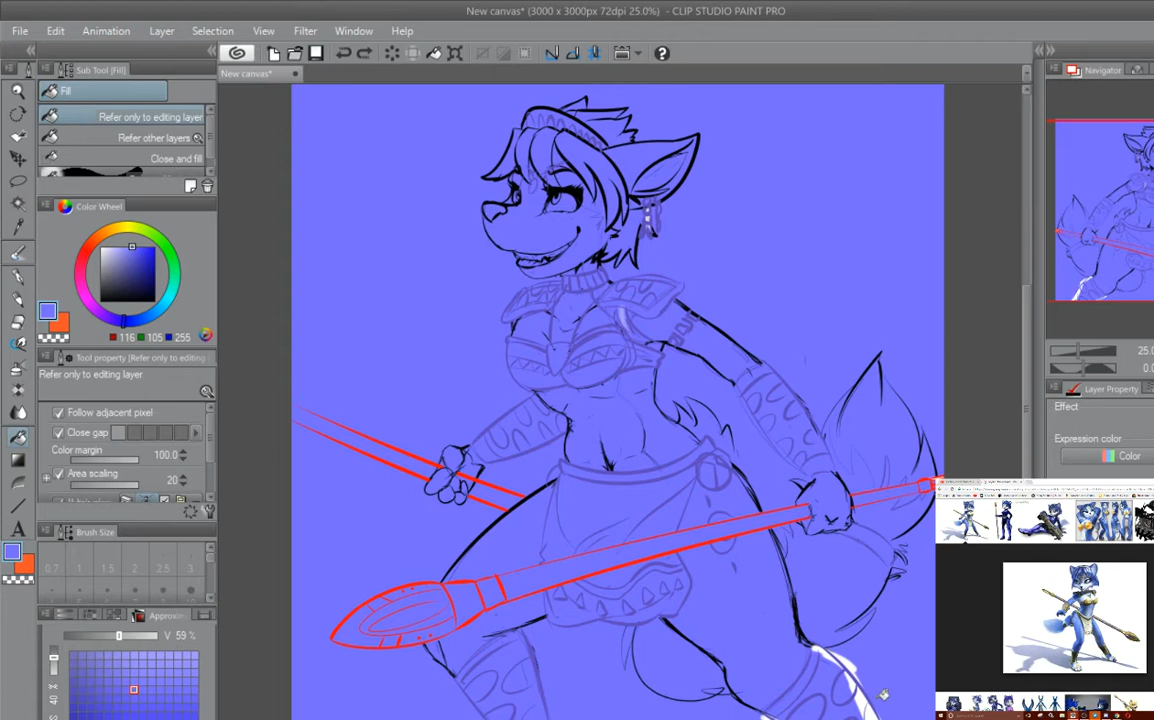 New canvas* (3000 x 3000px 72dpi 25.0%) - CLIP STUDIO PAINT PRO
File Edit Animation Layer Selection View Filter Window Help
Sub Tool [Fill]
New canvas*
Navigator
Fill
Refer only to editing layer
Refer other layers
Close and fill
Color Wheel
116 105 255
Tool property [Refer only to editing
Refer only to editing layer
Follow adjacent pixel
Close gap
Color margin 100.0
Area scaling 20
Brush Size
0.7 1 2 2.5 3
Approxim
V 59 %
40 %
25.0
0.0
Layer Property
Effect
Expression color
Color